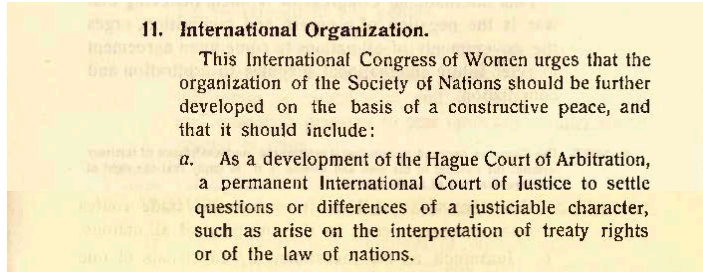 11. International Organization.
This International Congress of Women urges that the
organization of the Society of Nations should be further
developed on the basis of a constructive peace, and
that it should include:
a. As a development of the Hague Court of Arbitration,
a permanent International Court of Justice to settle
questions or differences of a justiciable character,
such as arise on the interpretation of treaty rights
or of the law of nations.